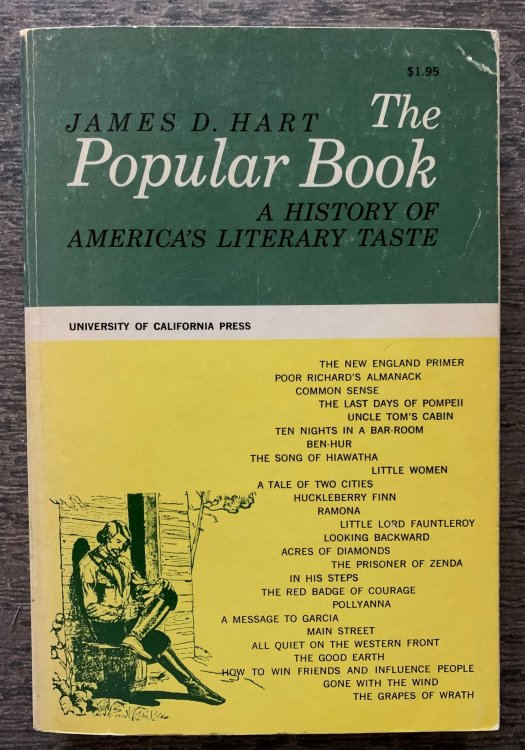 $1.95
JAMES D. HART The
Popular Book
A HISTORY OF
AMERICA'S LITERARY TASTE
UNIVERSITY OF CALIFORNIA PRESS
THE NEW ENGLAND PRIMER
POOR RICHARD'S ALMANACK
COMMON SENSE
THE LAST DAYS OF POMPEII
UNCLE TOM'S CABIN
TEN NIGHTS IN A BAR-ROOM
BEN-HUR
THE SONG OF HIAWATHA
LITTLE WOMEN
A TALE OF TWO CITIES
HUCKLEBERRY FINN
RAMONA
LITTLE LORD FAUNTLEROY
LOOKING BACKWARD
ACRES OF DIAMONDS
THE PRISONER OF ZENDA
IN HIS STEPS
THE RED BADGE OF COURAGE
POLLYANNA
A MESSAGE TO GARCIA
MAIN STREET
ALL QUIET ON THE WESTERN FRONT
THE GOOD EARTH
HOW TO WIN FRIENDS AND INFLUENCE PEOPLE
GONE WITH THE WIND
THE GRAPES OF WRATH